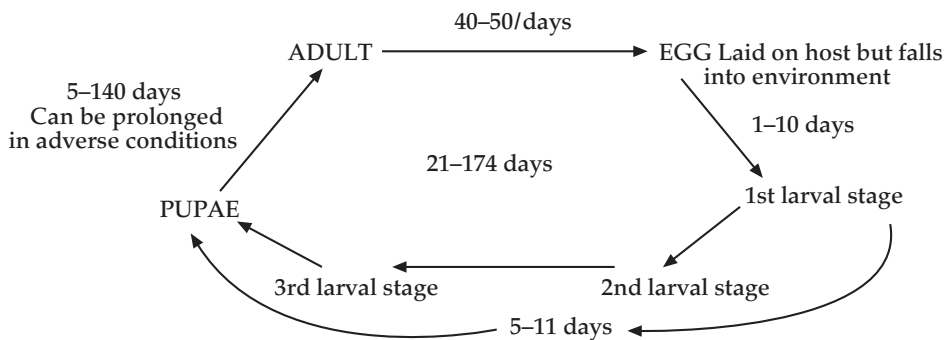 40–50/days
ADULT
EGG Laid on host but falls
into environment
5–140 days
Can be prolonged
in adverse conditions
1–10 days
21–174 days
1st larval stage
PUPAE
3rd larval stage
2nd larval stage
5–11 days